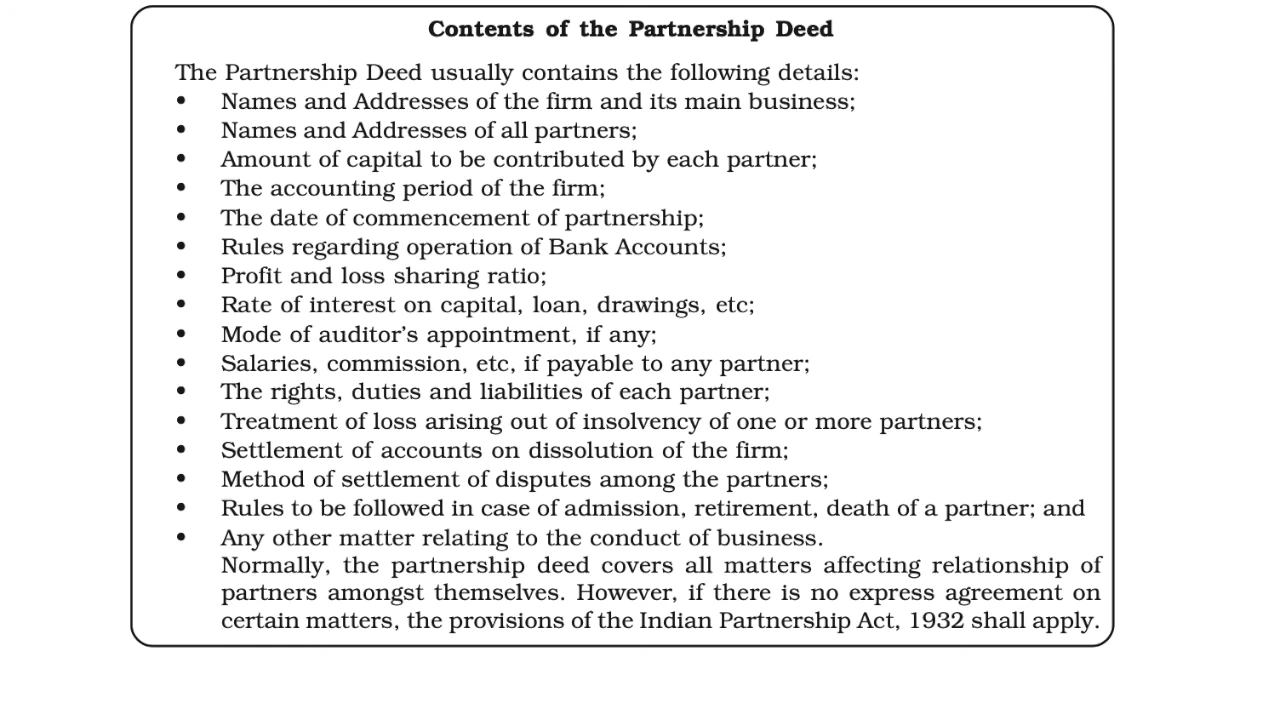 Contents of the Partnership Deed
The Partnership Deed usually contains the following details:
• Names and Addresses of the firm and its main business;
• Names and Addresses of all partners;
• Amount of capital to be contributed by each partner;
• The accounting period of the firm;
• The date of commencement of partnership;
• Rules regarding operation of Bank Accounts;
• Profit and loss sharing ratio;
• Rate of interest on capital, loan, drawings, etc;
• Mode of auditor’s appointment, if any;
• Salaries, commission, etc, if payable to any partner;
• The rights, duties and liabilities of each partner;
• Treatment of loss arising out of insolvency of one or more partners;
• Settlement of accounts on dissolution of the firm;
• Method of settlement of disputes among the partners;
• Rules to be followed in case of admission, retirement, death of a partner; and
• Any other matter relating to the conduct of business.
Normally, the partnership deed covers all matters affecting relationship of
partners amongst themselves. However, if there is no express agreement on
certain matters, the provisions of the Indian Partnership Act, 1932 shall apply.